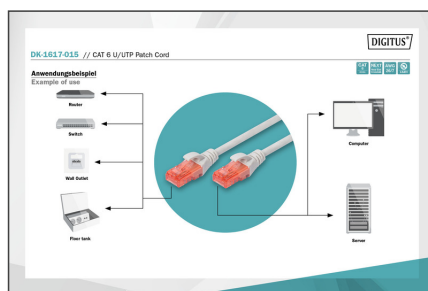 DIGITUS®
DK-1617-015 // CAT 6 U/UTP Patch Cord
Anwendungsbeispiel
Example of use
Router
Switch
Wall Outlet
Floor tank
Computer
Server